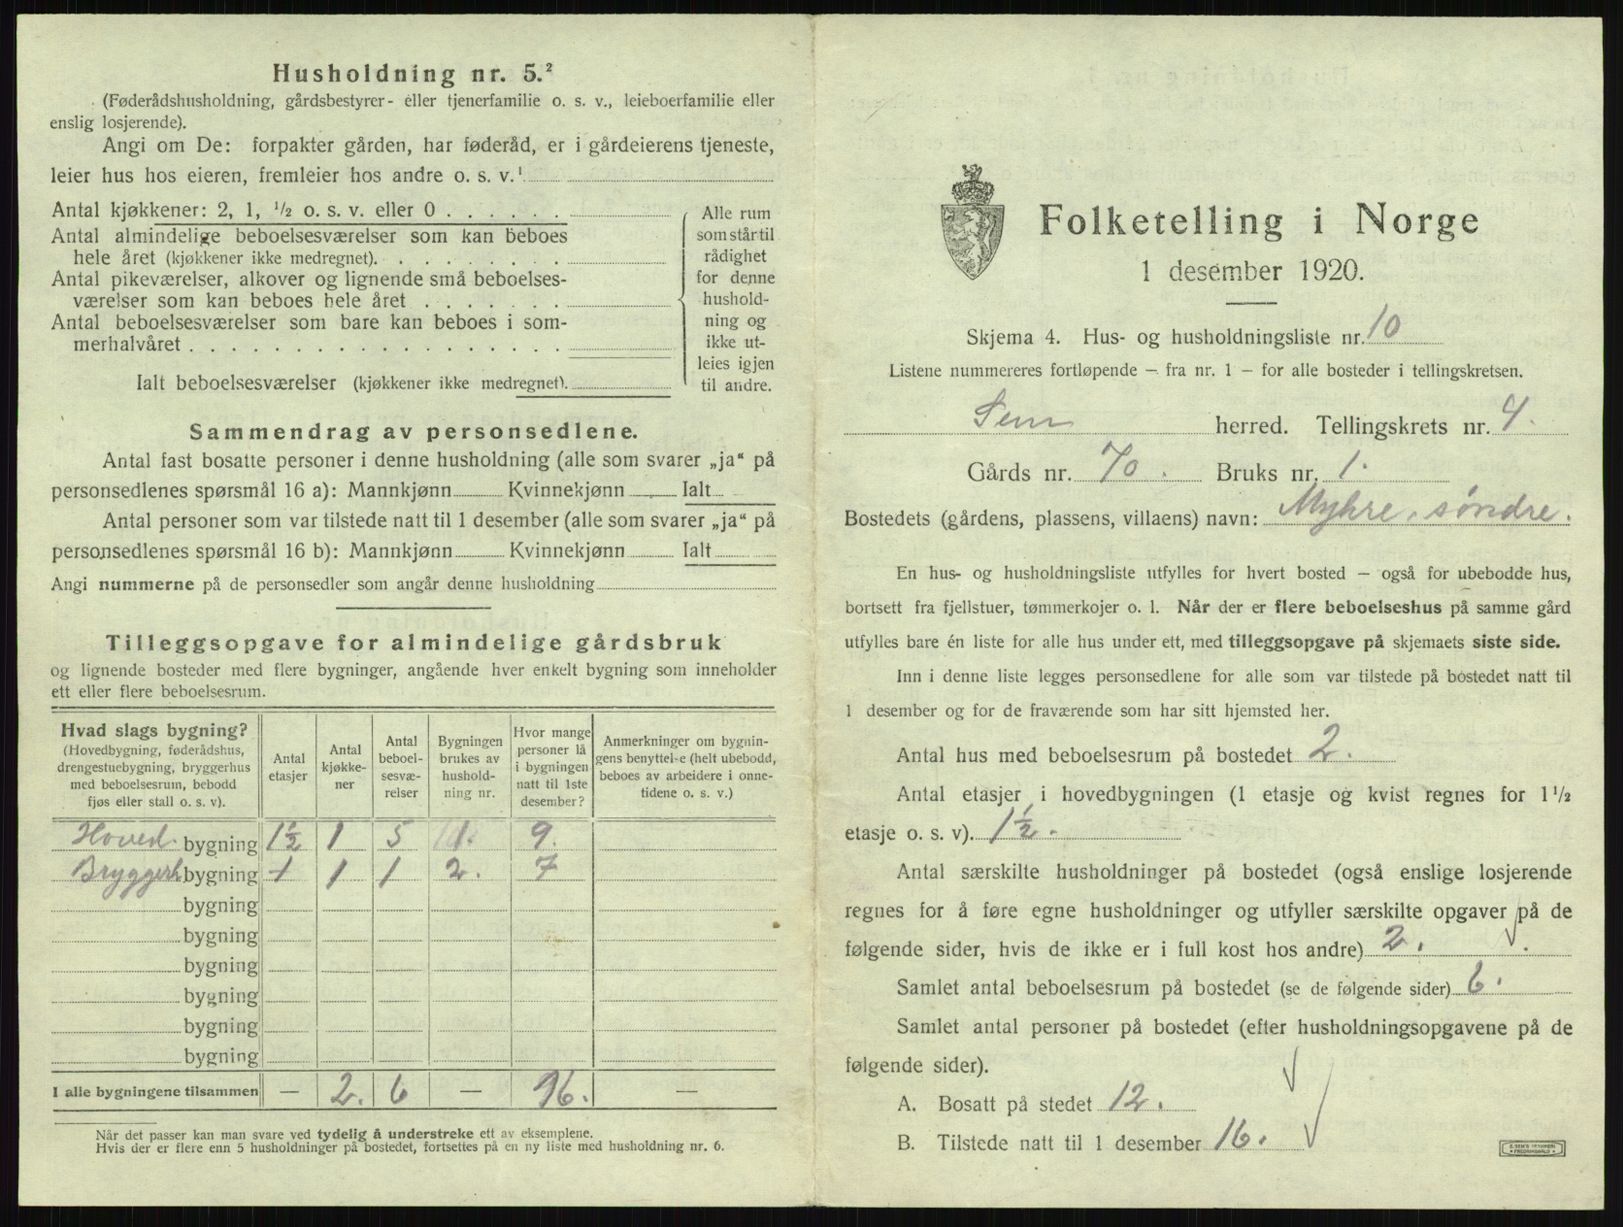 Husholdning nr. 5.²
(Føderådshusholdning, gårdsbestyrer- eller tjenerfamilie o. s. v., leieboerfamilie eller
enslig losjerende).
Angi om De: forpakter gården, har føderåd, er i gårdeierens tjeneste,
leier hus hos eieren, fremleier hos andre o. s. v.¹
Antal kjøkkener: 2, 1, ½ o. s. v. eller 0 . . . . . .
Antal almindelige beboelsesværelser som kan beboes
hele året (kjøkkener ikke medregnet). . . . . . . . .
Antal pikeværelser, alkover og lignende små beboelses-
værelser som kan beboes hele året . . . . . . .
Antal beboelsesværelser som bare kan beboes i som-
merhalvåret . . . . . . . . . . . . . . . . . .
Ialt beboelsesværelser (kjøkkener ikke medregnet).
Alle rum
som står til
rådighet
for denne
hushold-
ning og
ikke ut-
leies igjen
til andre.
Sammendrag av personsedlene.
Antal fast bosatte personer i denne husholdning (alle som svarer „ja“ på
personsedlenes spørsmål 16 a): Mannkjønn Kvinnekjønn Ialt
Antal personer som var tilstede natt til 1 desember (alle som svarer „ja“ på
personsedlenes spørsmål 16 b): Mannkjønn Kvinnekjønn Ialt
Angi nummerne på de personsedler som angår denne husholdning
Tilleggsopgave for almindelige gårdsbruk
og lignende bosteder med flere bygninger, angående hver enkelt bygning som inneholder
ett eller flere beboelsesrum.
Hvad slags bygning?
(Hovedbygning, føderådshus,
drengestuebygning, bryggerhus
med beboelsesrum, bebodd
fjøs eller stall o. s. v).
Antal
etasjer
Antal
kjøkke-
ner
Antal
beboel-
sesvæ-
relser
Bygningen
brukes av
hushold-
ning nr.
Hvor mange
personer lå
i bygningen
natt til 1ste
desember?
Anmerkninger om bygnin-
gens benyttel-e (helt ubebodd,
beboes av arbeidere i onne-
tidene o. s. v.)
Hoved. bygning 1½ 1 5 1. 9.
Bryggerh. bygning 1 1 1 2. 7
bygning
bygning
bygning
bygning
bygning
bygning
I alle bygningene tilsammen — 2. 6 — 16. —
Når det passer kan man svare ved tydelig å understreke ett av eksemplene.
Hvis der er flere enn 5 husholdninger på bostedet, fortsettes på en ny liste med husholdning nr. 6.
Folketelling i Norge
1 desember 1920.
Skjema 4. Hus- og husholdningsliste nr. 10
Listene nummereres fortløpende — fra nr. 1 — for alle bosteder i tellingskretsen.
Sem herred. Tellingskrets nr. 4.
Gårds nr. 70. Bruks nr. 1.
Bostedets (gårdens, plassens, villaens) navn: Myhre, søndre.
En hus- og husholdningsliste utfylles for hvert bosted — også for ubebodde hus,
bortsett fra fjellstuer, tømmerkojer o. l. Når der er flere beboelseshus på samme gård
utfylles bare én liste for alle hus under ett, med tilleggsopgave på skjemaets siste side.
Inn i denne liste legges personsedlene for alle som var tilstede på bostedet natt til
1 desember og for de fraværende som har sitt hjemsted her.
Antal hus med beboelsesrum på bostedet 2.
Antal etasjer i hovedbygningen (1 etasje og kvist regnes for 1½
etasje o. s. v). 1½.
Antal særskilte husholdninger på bostedet (også enslige losjerende
regnes for å føre egne husholdninger og utfyller særskilte opgaver på de
følgende sider, hvis de ikke er i full kost hos andre) 2.
Samlet antal beboelsesrum på bostedet (se de følgende sider) 6.
Samlet antal personer på bostedet (efter husholdningsopgavene på de
følgende sider).
A. Bosatt på stedet 12.
B. Tilstede natt til 1 desember 16.